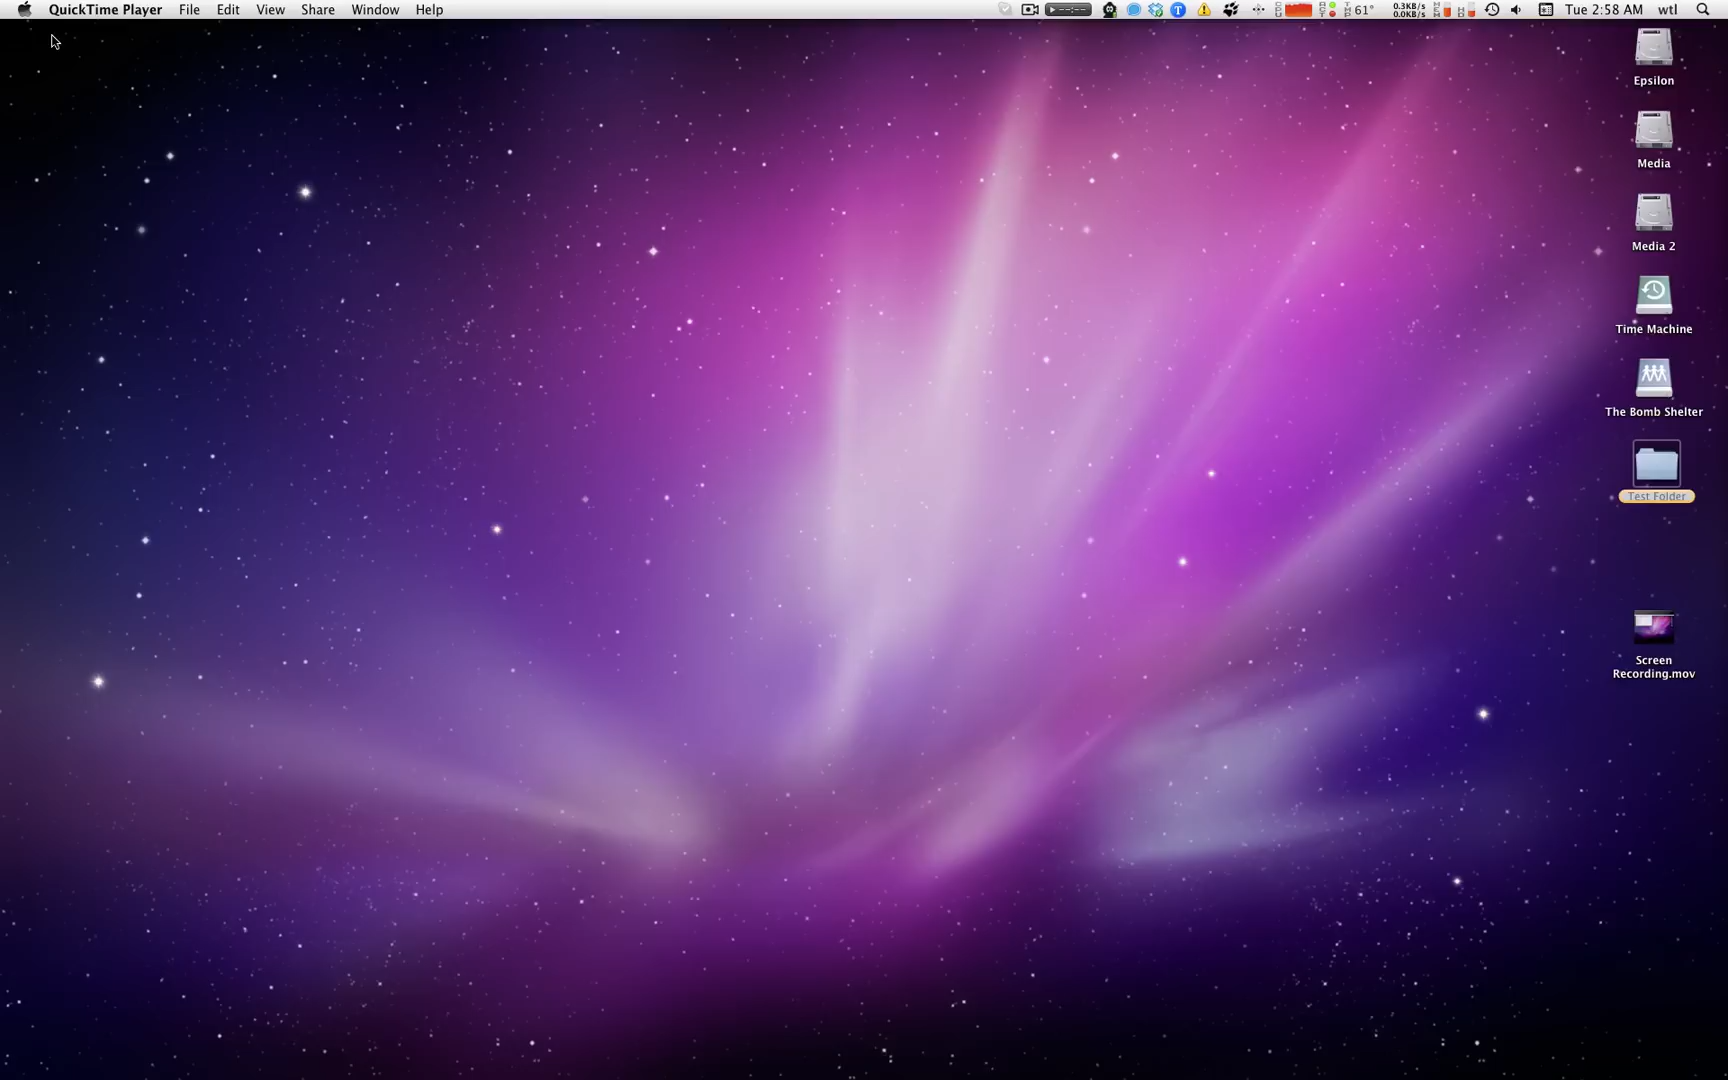 QuickTime Player File Edit View Share Window Help 61° 0.3KB/s 0.0KB/s Tue 2:58 AM wtl
Epsilon
Media
Media 2
Time Machine
The Bomb Shelter
Test Folder
Screen
Recording.mov